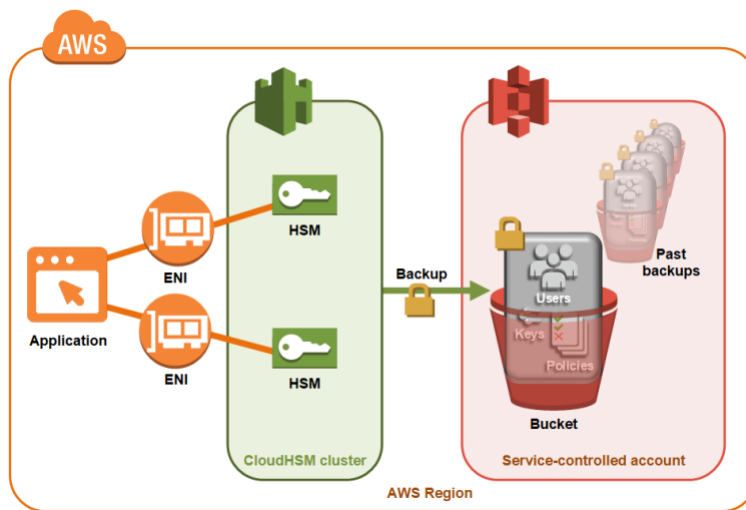 AWS
HSM
ENI
Application
ENI
HSM
CloudHSM cluster
Backup
Past
backups
Users
Keys
Policies
Bucket
Service-controlled account
AWS Region